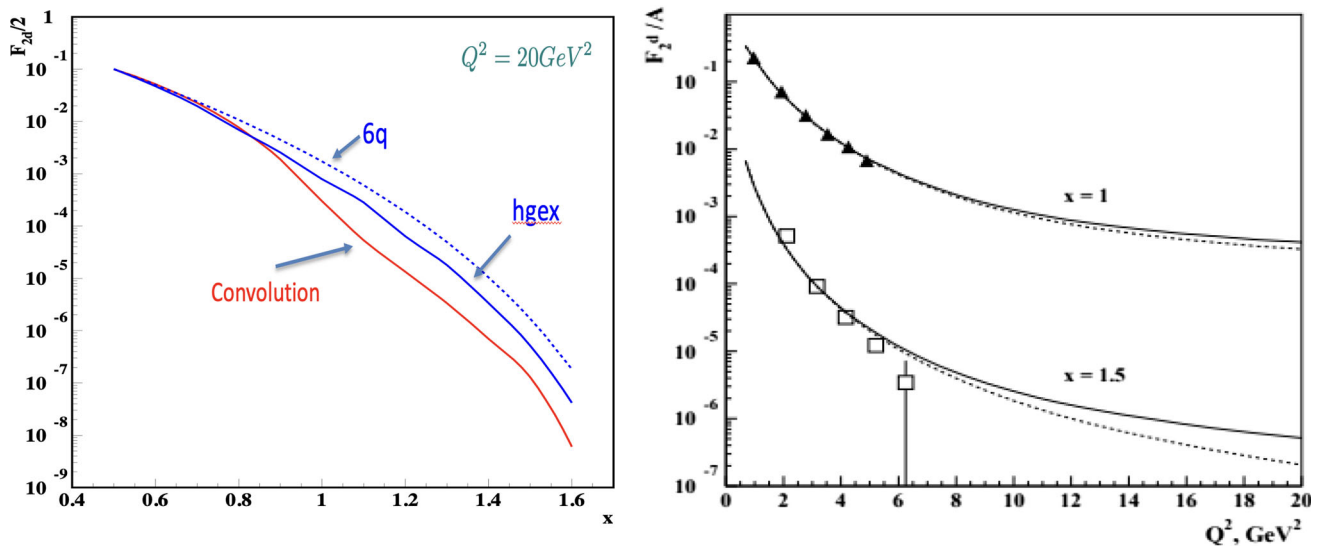 F2d/2
1
10 -1
10 -2
10 -3
10 -4
10 -5
10 -6
10 -7
10 -8
10 -9
Q² = 20GeV²
6q
hgex
Convolution
0.4 0.6 0.8 1 1.2 1.4 1.6
x
F₂ᵈ/A
10 -1
10 -2
10 -3
10 -4
10 -5
10 -6
10 -7
x = 1
x = 1.5
0 2 4 6 8 10 12 14 16 18 20
Q², GeV²